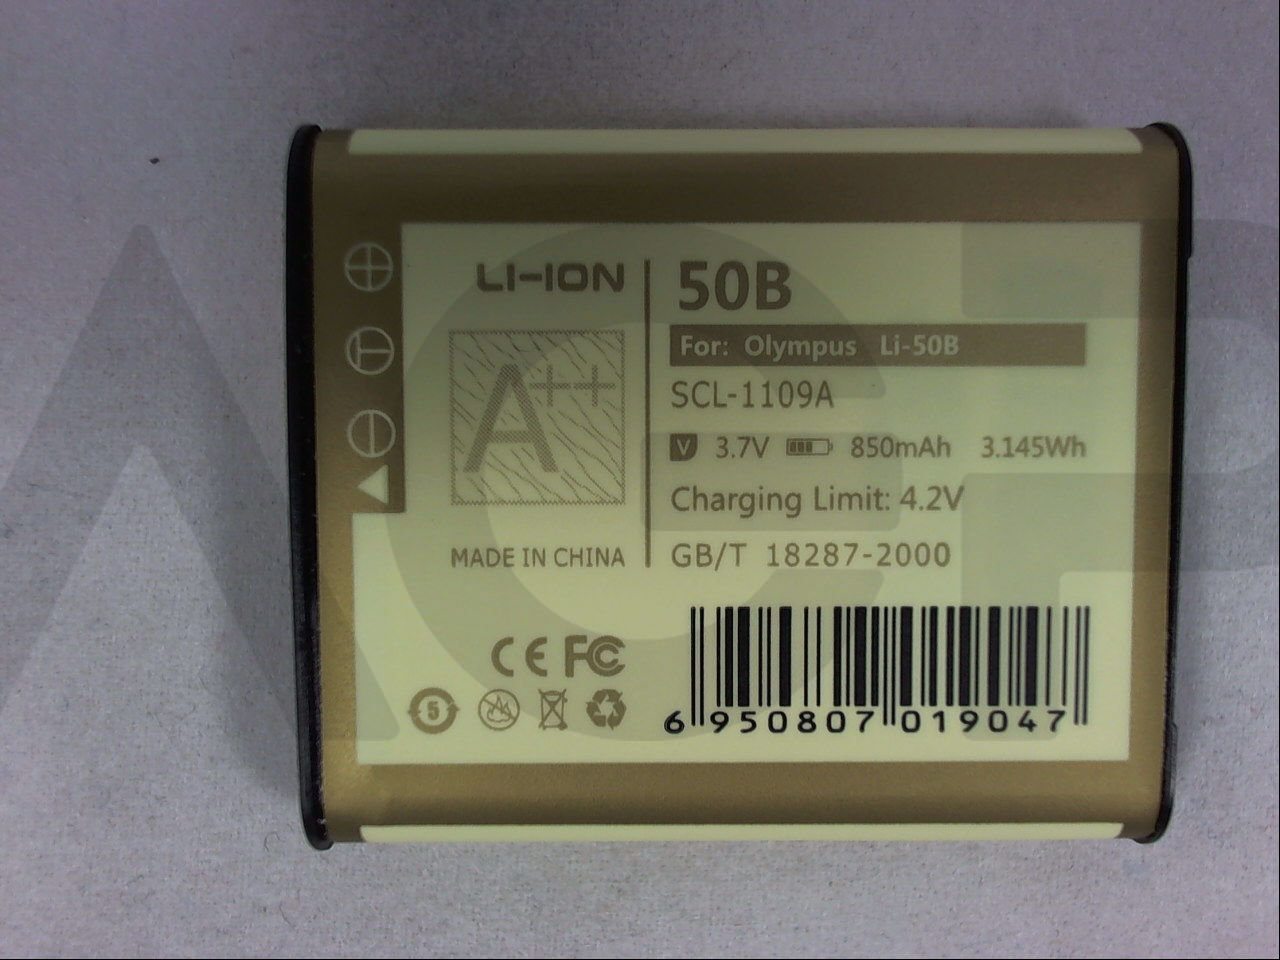 LI-ION
A++
MADE IN CHINA
50B
For: Olympus Li-50B
SCL-1109A
V 3.7V 850mAh 3.145Wh
Charging Limit: 4.2V
GB/T 18287-2000
CE FC
5
6 950807 019047